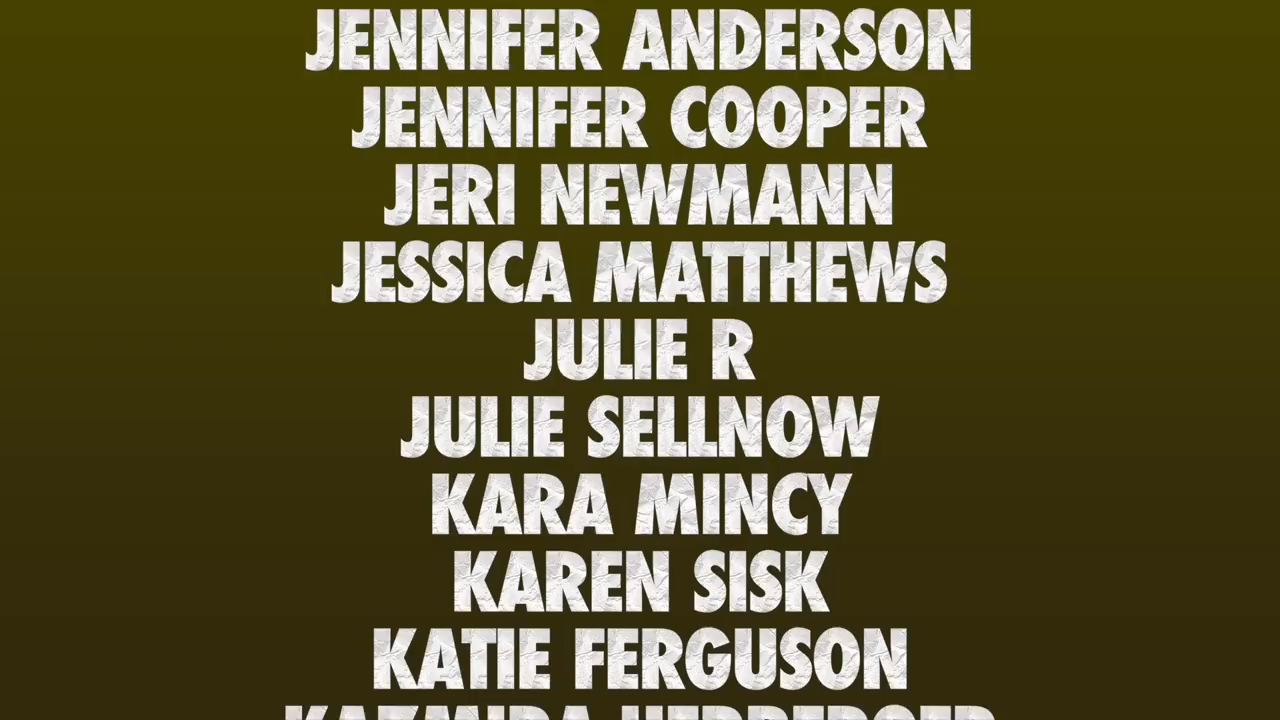 JENNIFER ANDERSON
JENNIFER COOPER
JERI NEWMANN
JESSICA MATTHEWS
JULIE R
JULIE SELLNOW
KARA MINCY
KAREN SISK
KATIE FERGUSON